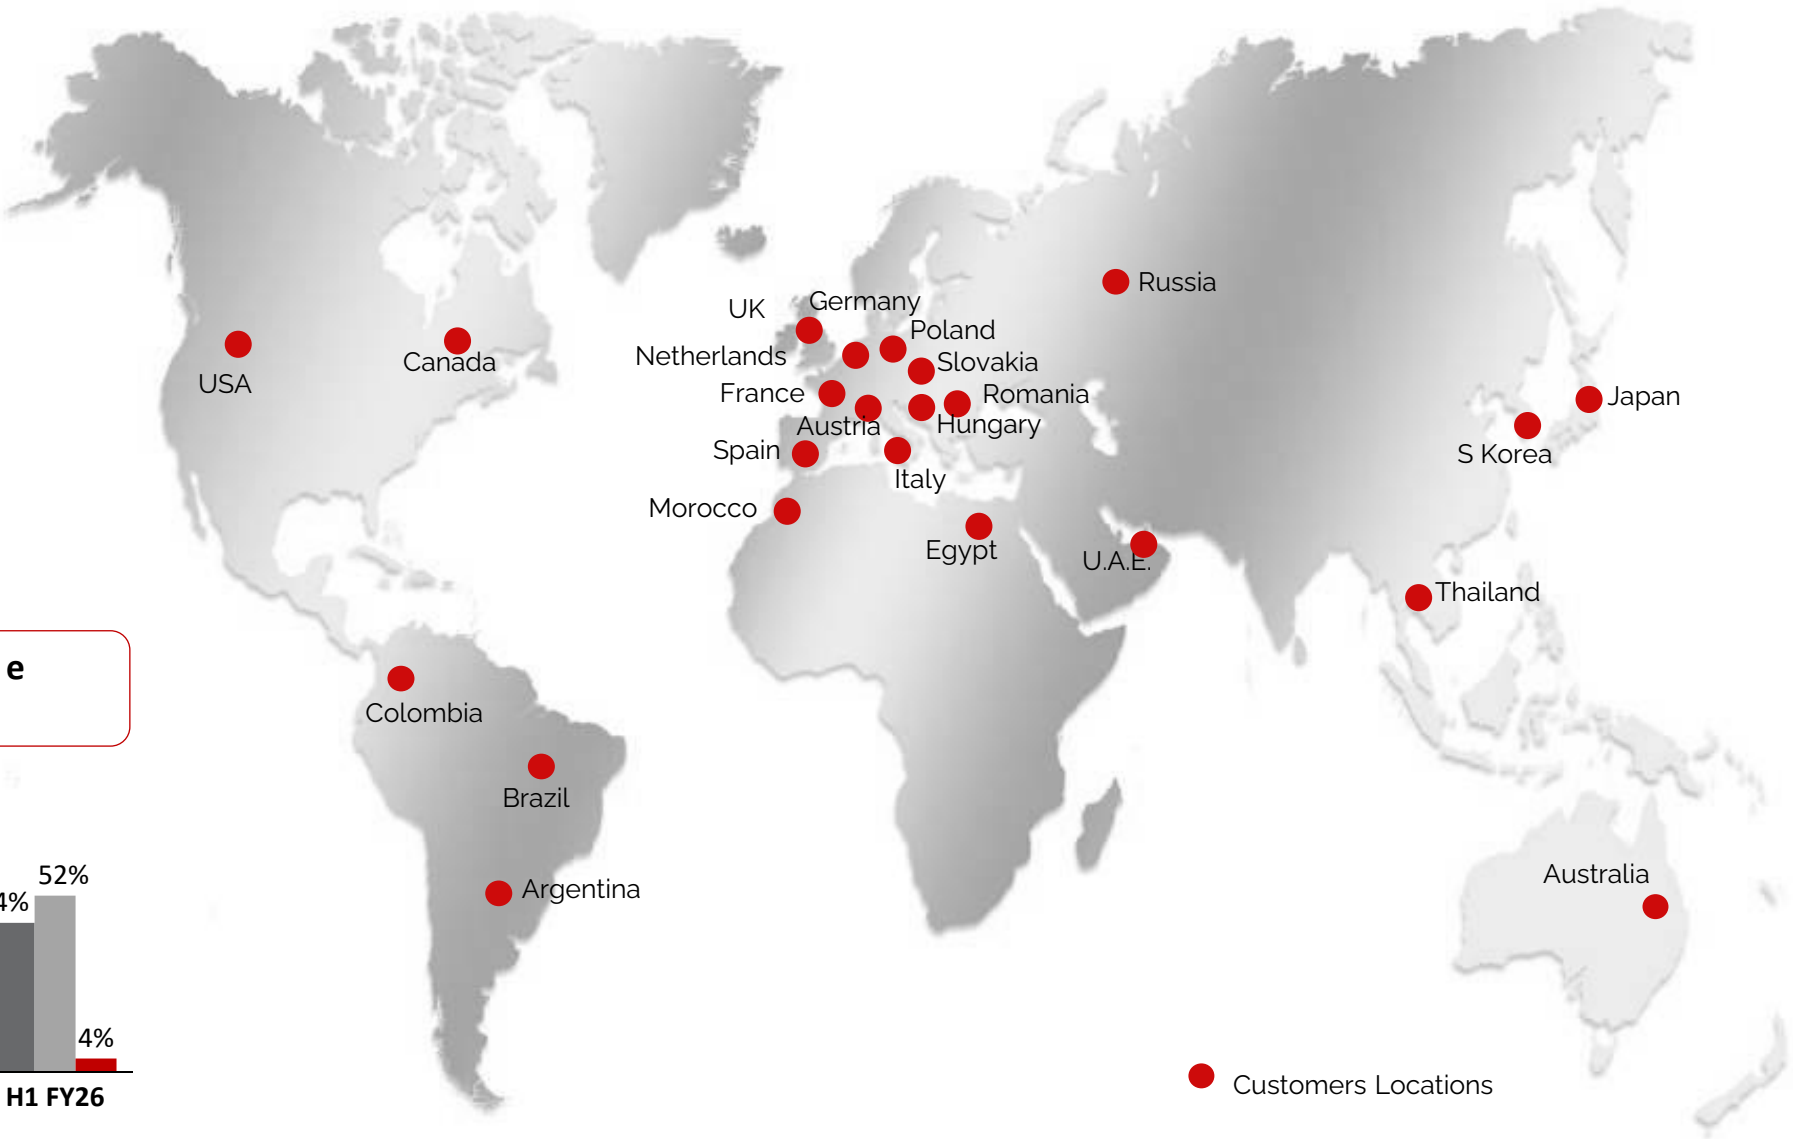 Russia
UK
Germany
Poland
Netherlands
Slovakia
Canada
USA
France
Romania
Japan
Austria
Hungary
Spain
S Korea
Italy
Morocco
Egypt
U.A.E.
Thailand
e
Colombia
Brazil
Australia
52%
4%
Argentina
4%
H1 FY26
Customers Locations